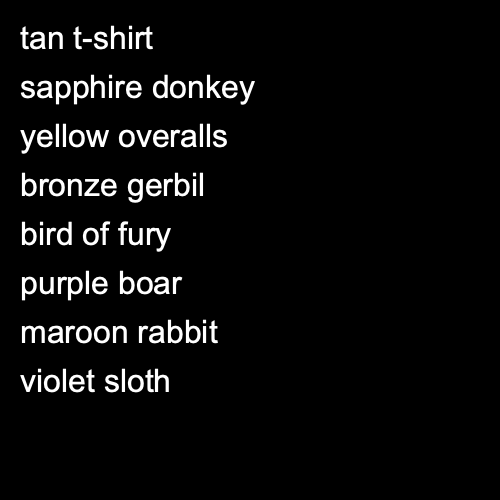 tan t-shirt
sapphire donkey
yellow overalls
bronze gerbil
bird of fury
purple boar
maroon rabbit
violet sloth